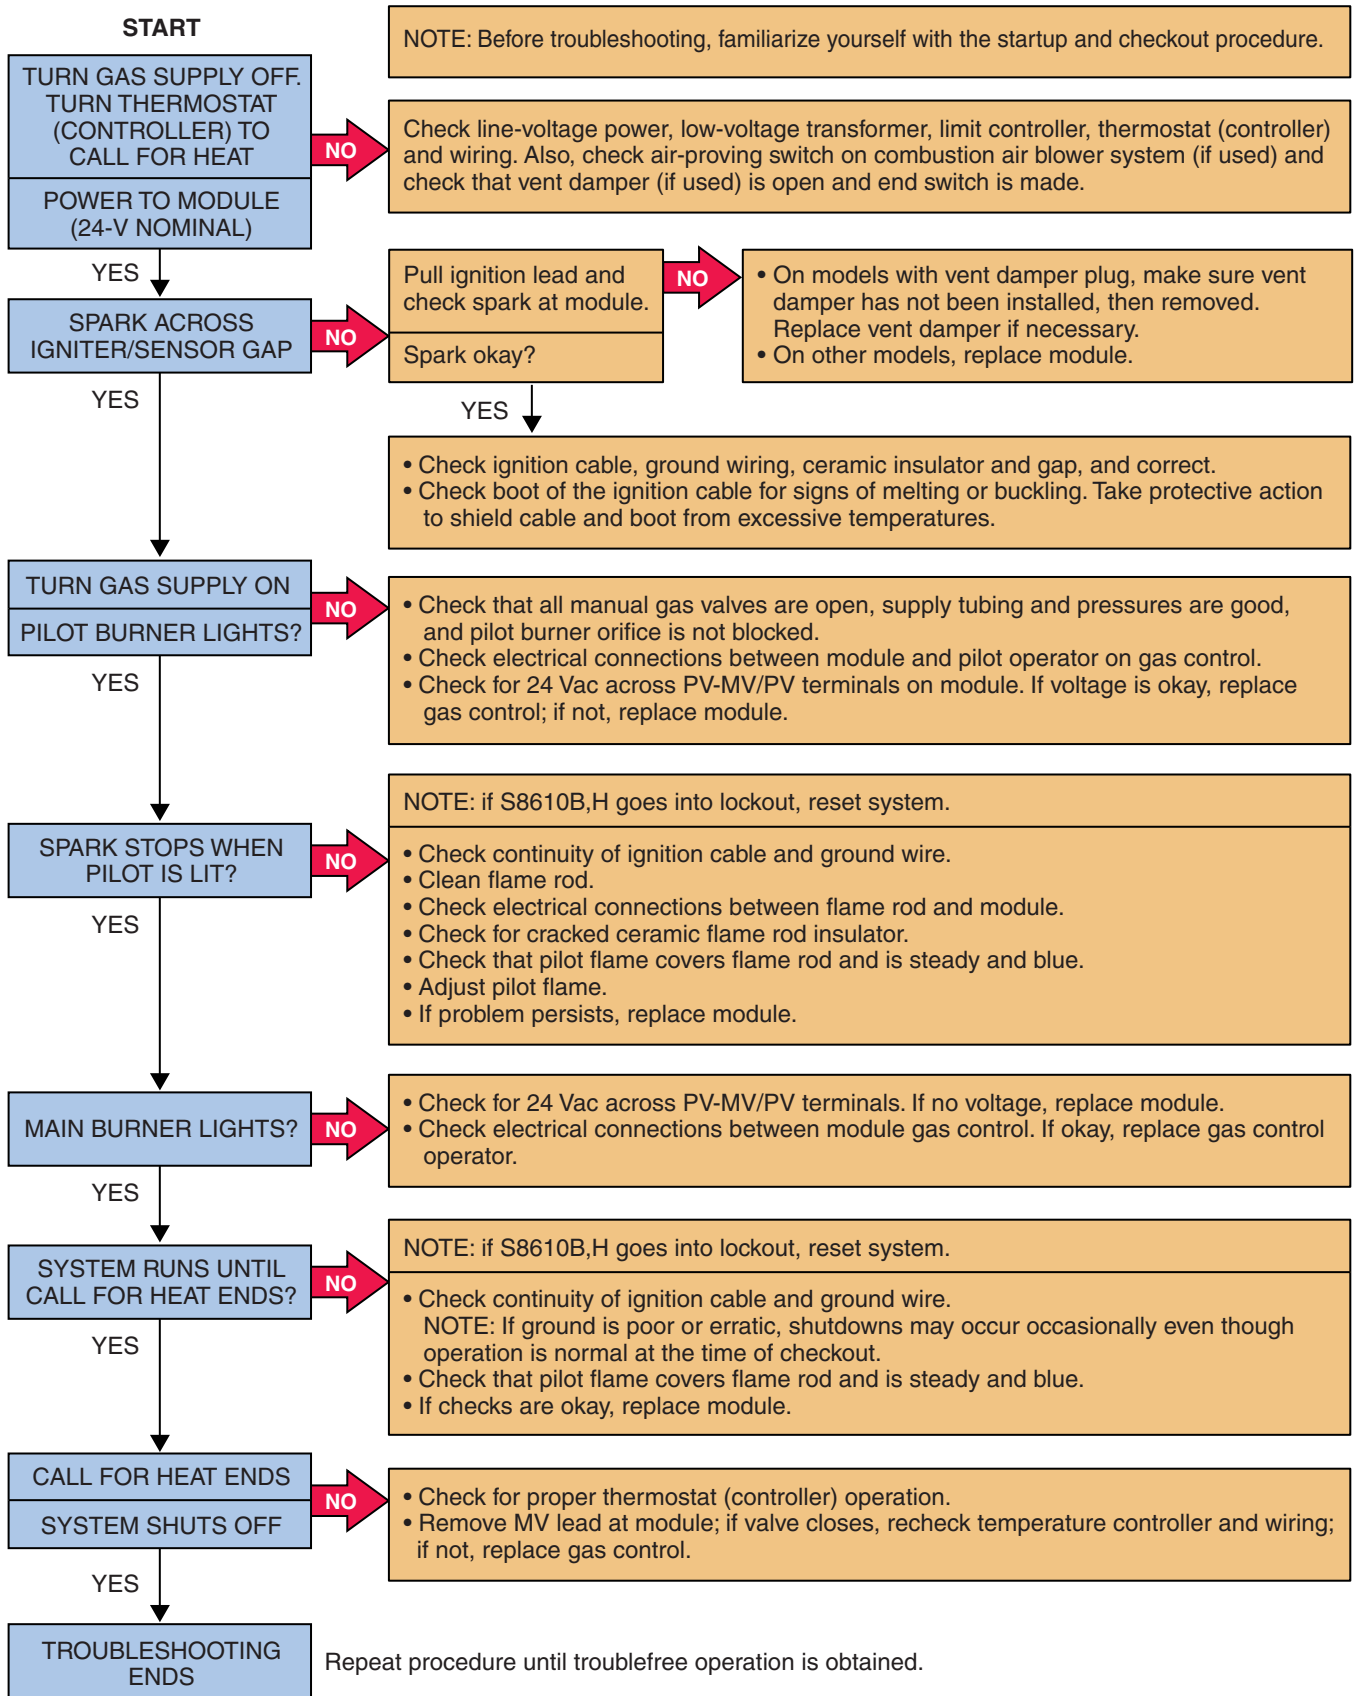 START
NOTE: Before troubleshooting, familiarize yourself with the startup and checkout procedure.
TURN GAS SUPPLY OFF.
TURN THERMOSTAT
(CONTROLLER) TO
CALL FOR HEAT
POWER TO MODULE
(24-V NOMINAL)
NO
Check line-voltage power, low-voltage transformer, limit controller, thermostat (controller)
and wiring. Also, check air-proving switch on combustion air blower system (if used) and
check that vent damper (if used) is open and end switch is made.
YES
SPARK ACROSS
IGNITER/SENSOR GAP
NO
Pull ignition lead and
check spark at module.
Spark okay?
NO
• On models with vent damper plug, make sure vent
damper has not been installed, then removed.
Replace vent damper if necessary.
• On other models, replace module.
YES
• Check ignition cable, ground wiring, ceramic insulator and gap, and correct.
• Check boot of the ignition cable for signs of melting or buckling. Take protective action
to shield cable and boot from excessive temperatures.
YES
TURN GAS SUPPLY ON
PILOT BURNER LIGHTS?
NO
• Check that all manual gas valves are open, supply tubing and pressures are good,
and pilot burner orifice is not blocked.
• Check electrical connections between module and pilot operator on gas control.
• Check for 24 Vac across PV-MV/PV terminals on module. If voltage is okay, replace
gas control; if not, replace module.
YES
SPARK STOPS WHEN
PILOT IS LIT?
NO
NOTE: if S8610B,H goes into lockout, reset system.
• Check continuity of ignition cable and ground wire.
• Clean flame rod.
• Check electrical connections between flame rod and module.
• Check for cracked ceramic flame rod insulator.
• Check that pilot flame covers flame rod and is steady and blue.
• Adjust pilot flame.
• If problem persists, replace module.
YES
MAIN BURNER LIGHTS?
NO
• Check for 24 Vac across PV-MV/PV terminals. If no voltage, replace module.
• Check electrical connections between module gas control. If okay, replace gas control
operator.
YES
SYSTEM RUNS UNTIL
CALL FOR HEAT ENDS?
NO
NOTE: if S8610B,H goes into lockout, reset system.
• Check continuity of ignition cable and ground wire.
NOTE: If ground is poor or erratic, shutdowns may occur occasionally even though
operation is normal at the time of checkout.
• Check that pilot flame covers flame rod and is steady and blue.
• If checks are okay, replace module.
YES
CALL FOR HEAT ENDS
SYSTEM SHUTS OFF
NO
• Check for proper thermostat (controller) operation.
• Remove MV lead at module; if valve closes, recheck temperature controller and wiring;
if not, replace gas control.
YES
TROUBLESHOOTING
ENDS
Repeat procedure until troublefree operation is obtained.